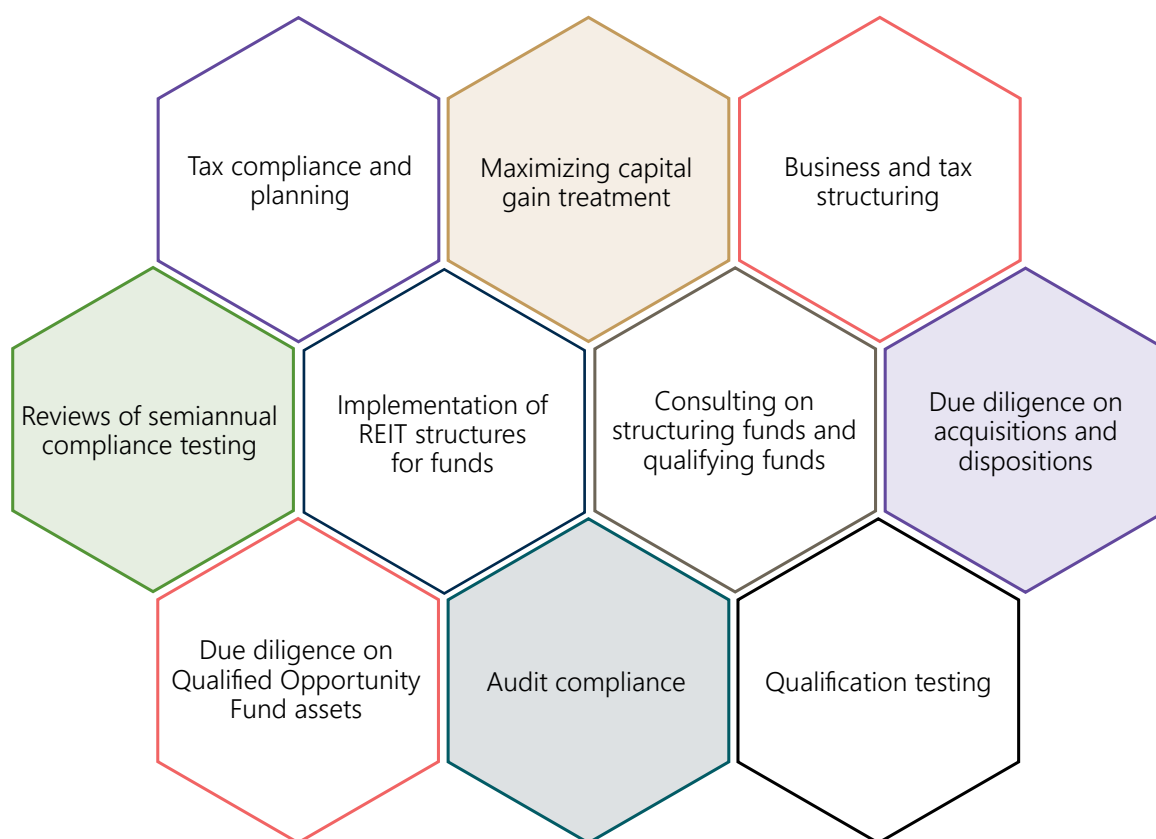 Tax compliance and
planning
Maximizing capital
gain treatment
Business and tax
structuring
Reviews of semiannual
compliance testing
Implementation of
REIT structures
for funds
Consulting on
structuring funds and
qualifying funds
Due diligence on
acquisitions and
dispositions
Due diligence on
Qualified Opportunity
Fund assets
Audit compliance
Qualification testing